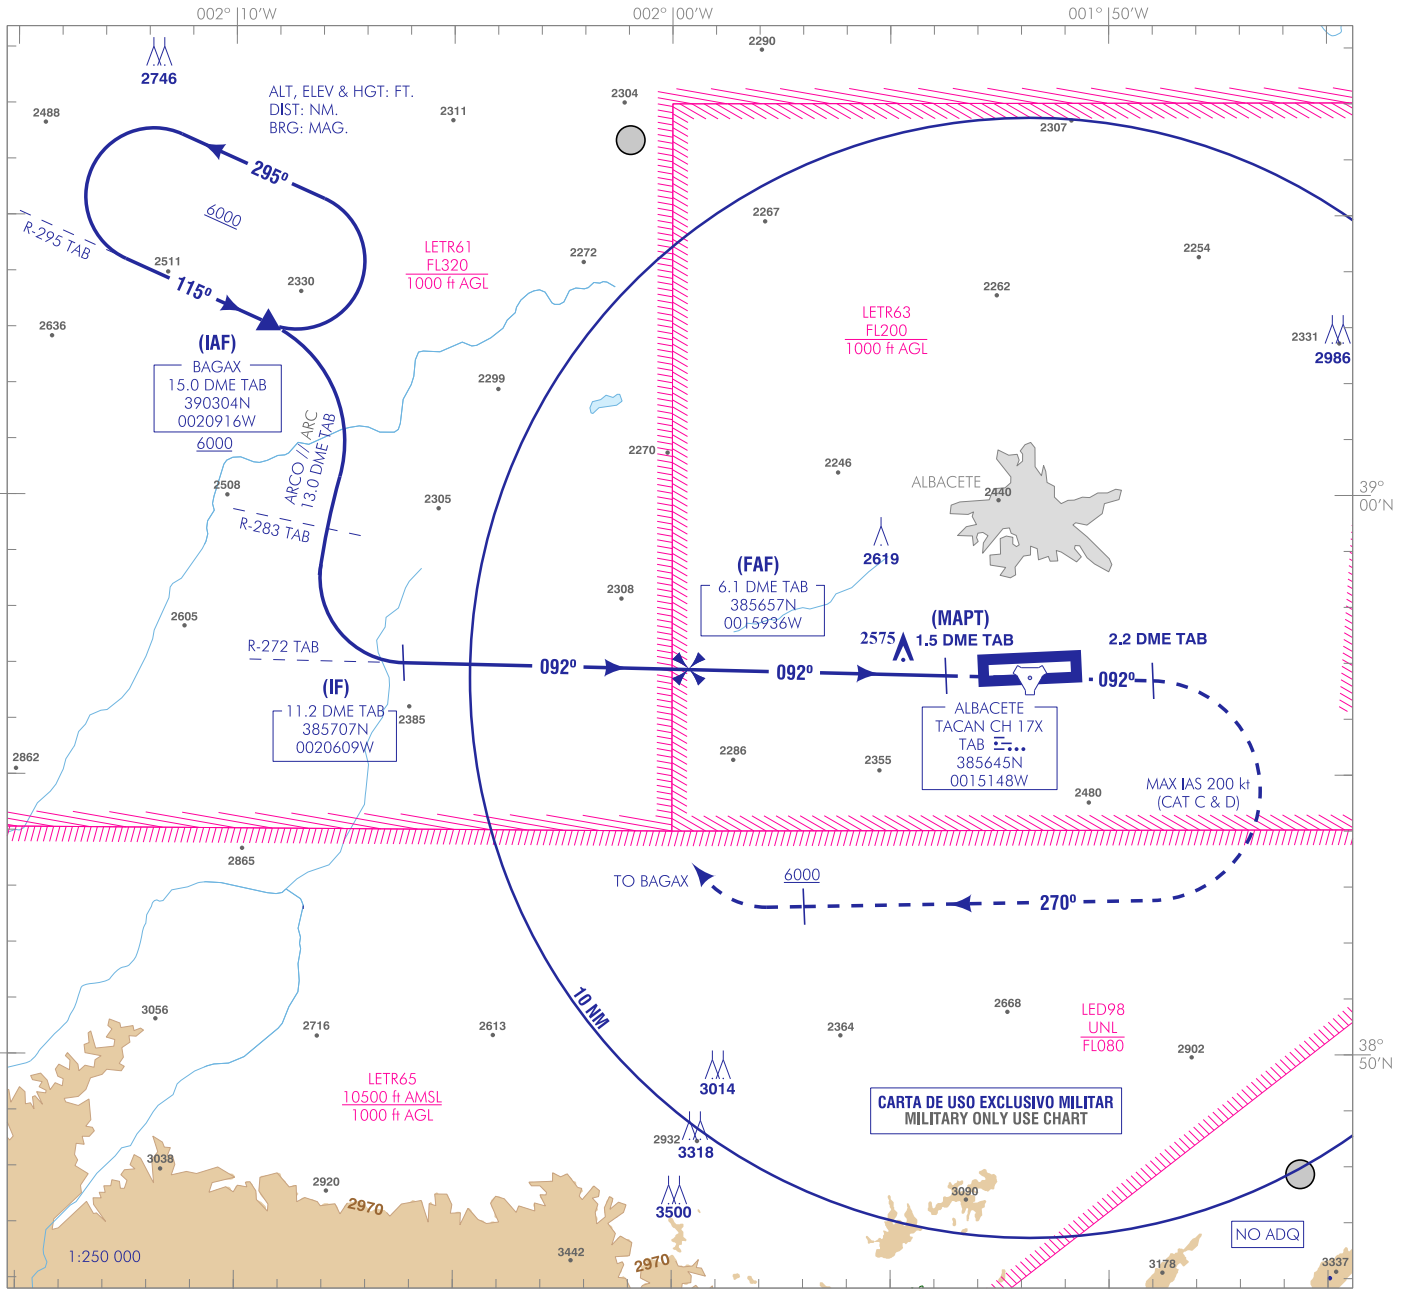 002° 10'W
002° 00'W
001° 50'W
2290
2746
ALT, ELEV & HGT: FT.
DIST: NM.
BRG: MAG.
2488
2311
2304
2307
295º
6000
R-295 TAB
2267
2254
2511
115º
2330
LETR61
FL320
1000 ft AGL
2272
2262
LETR63
FL200
1000 ft AGL
2636
2331
2986
(IAF)
BAGAX
15.0 DME TAB
390304N
0020916W
6000
2299
ARCO // ARC
13.0 DME TAB
2270
2246
ALBACETE
2440
39°
00'N
2508
R-283 TAB
2305
2619
(FAF)
6.1 DME TAB
385657N
0015936W
2308
2605
(MAPT)
2575
1.5 DME TAB
2.2 DME TAB
R-272 TAB
092º
092º
092º
(IF)
11.2 DME TAB
385707N
0020609W
2385
ALBACETE
TACAN CH 17X
TAB
385645N
0015148W
2862
2286
2355
2480
MAX IAS 200 kt
(CAT C & D)
2865
TO BAGAX
6000
270º
10 NM
3056
2716
2613
2364
2668
LED98
UNL
FL080
2902
38°
50'N
LETR65
10500 ft AMSL
1000 ft AGL
3014
CARTA DE USO EXCLUSIVO MILITAR
MILITARY ONLY USE CHART
2932
3318
3038
2920
2970
3500
3090
NO ADQ
1:250 000
3442
2970
3178
3337